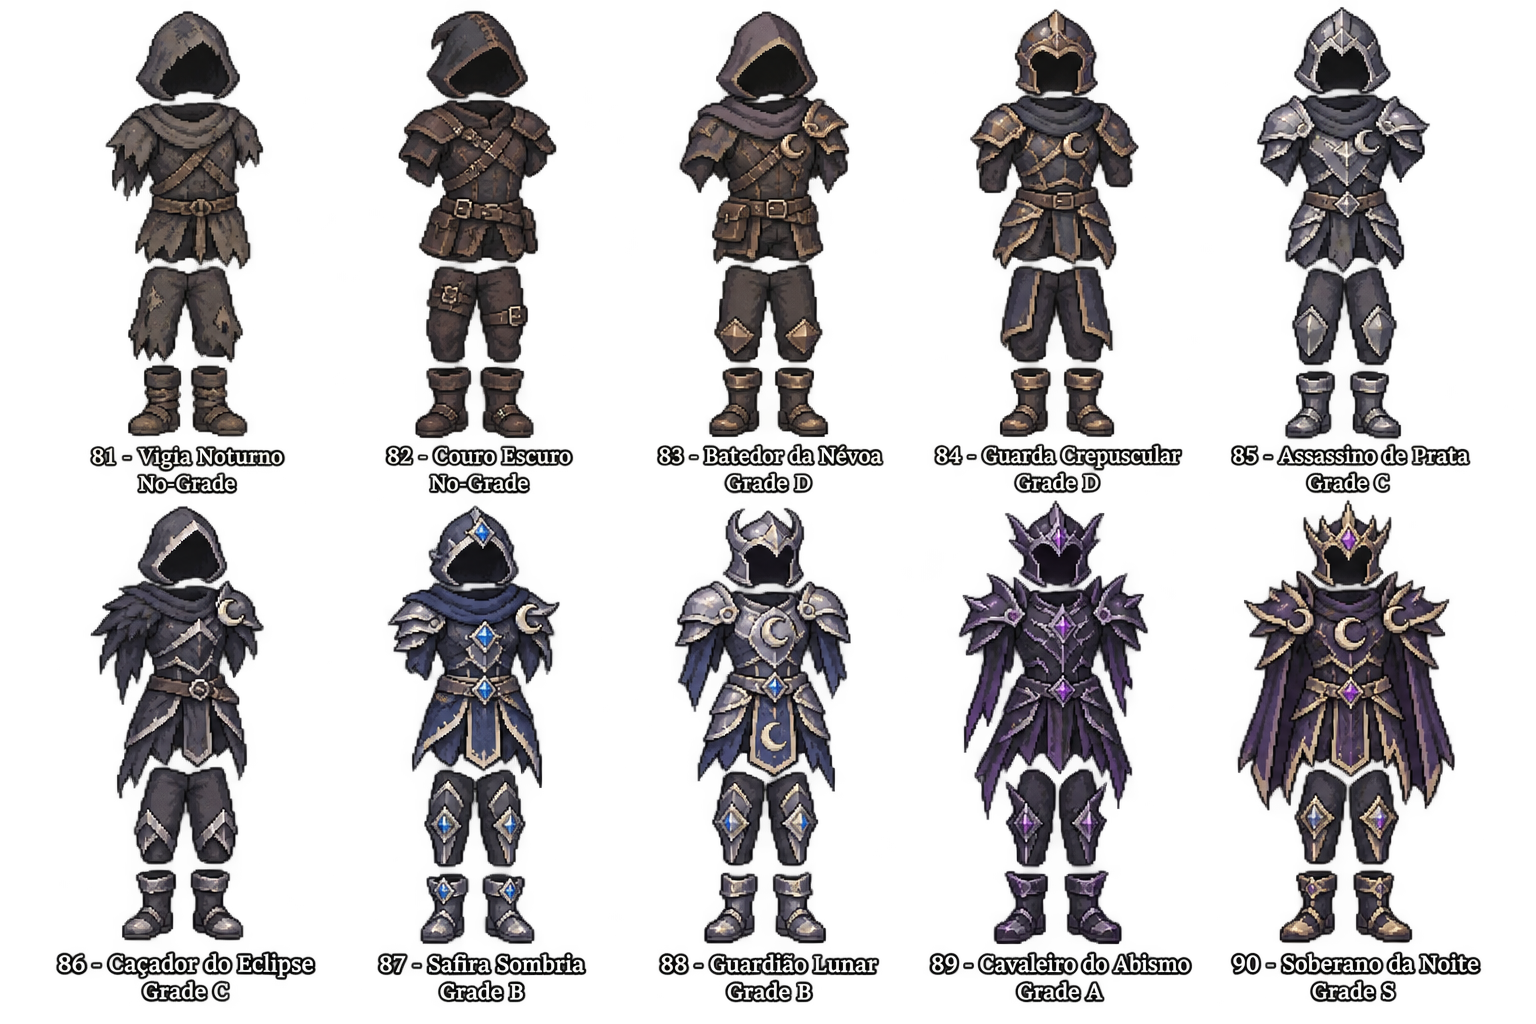 81 - Vigia Noturno
No-Grade
82 - Couro Escuro
No-Grade
83 - Batedor da Névoa
Grade D
84 - Guarda Crepuscular
Grade D
85 - Assassino de Prata
Grade C
86 - Caçador do Eclipse
Grade C
87 - Safira Sombria
Grade B
88 - Guardião Lunar
Grade B
89 - Cavaleiro do Abismo
Grade A
90 - Soberano da Noite
Grade S